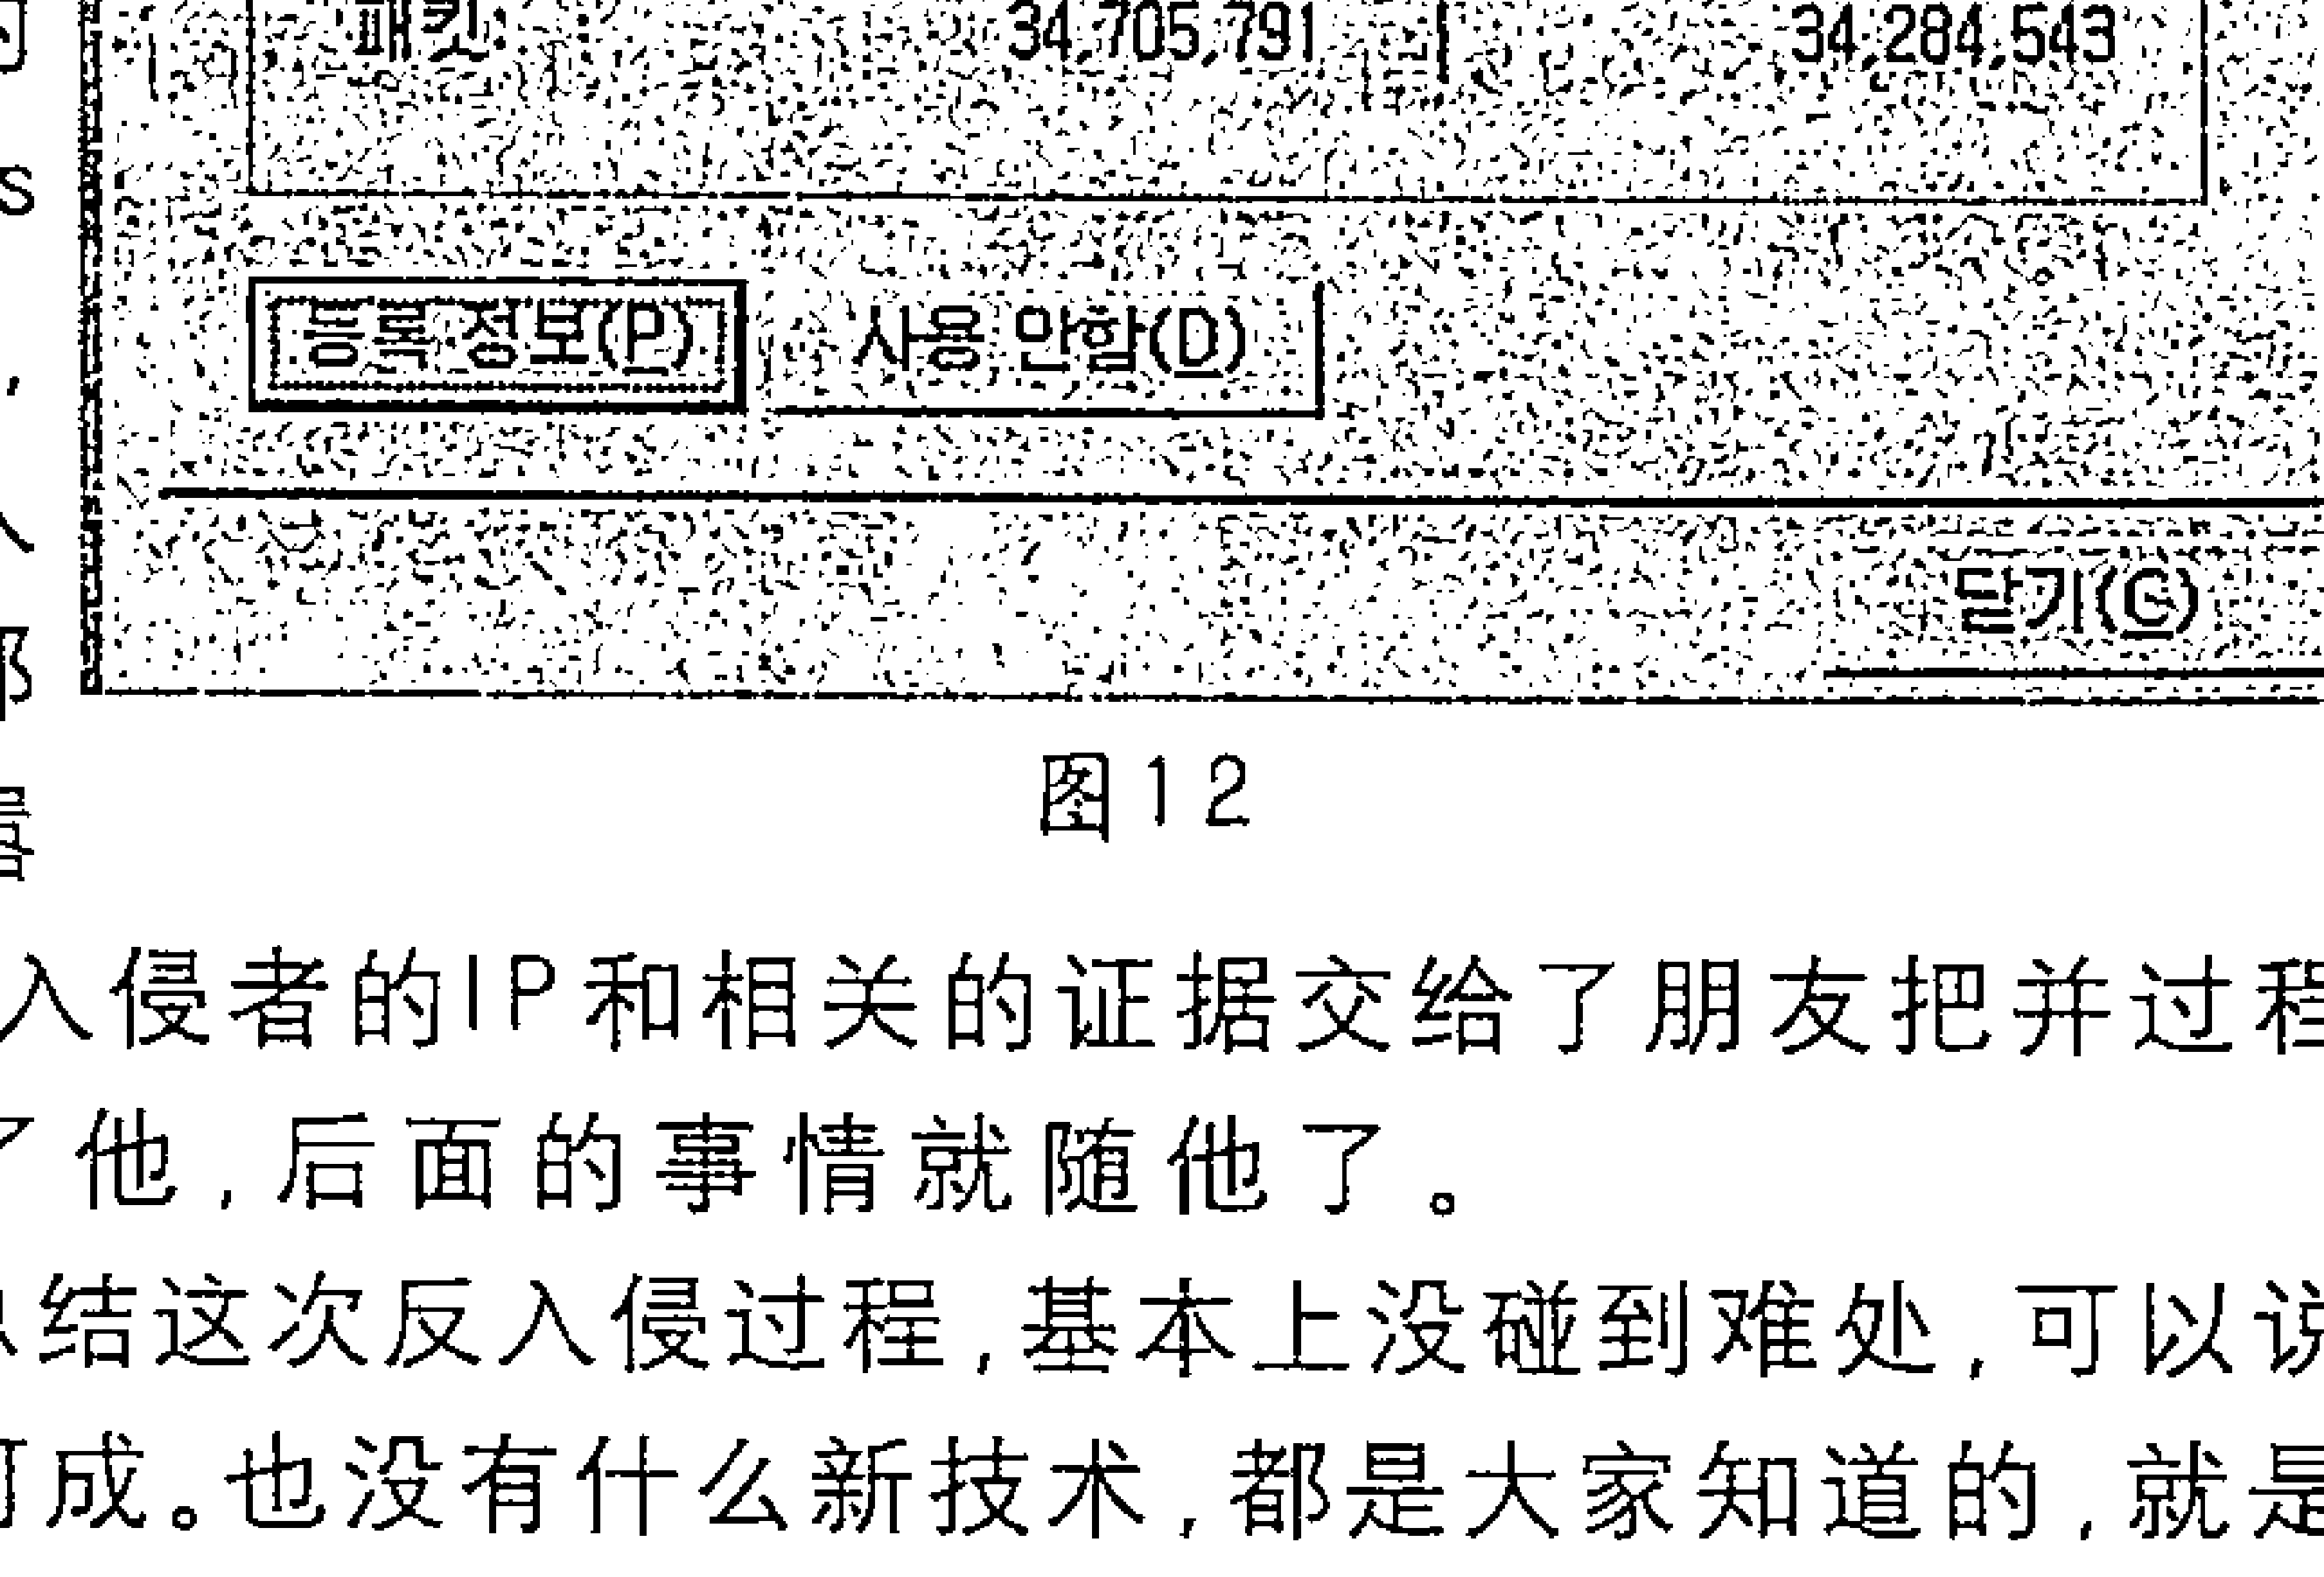 패킷: 34,705,791 34,284,543
등록 정보(P) 사용 안함(D)
닫기(C)
图12
入侵者的IP和相关的证据交给了朋友把并过程
了他,后面的事情就随他了。
结这次反入侵过程,基本上没碰到难处,可以说
成。也没有什么新技术,都是大家知道的,就是